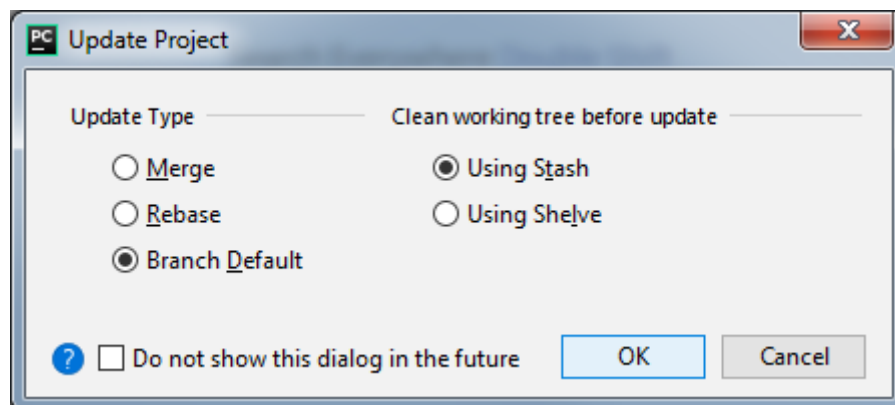 PC Update Project
Update Type Clean working tree before update
Merge Using Stash
Rebase Using Shelve
Branch Default
? Do not show this dialog in the future OK Cancel